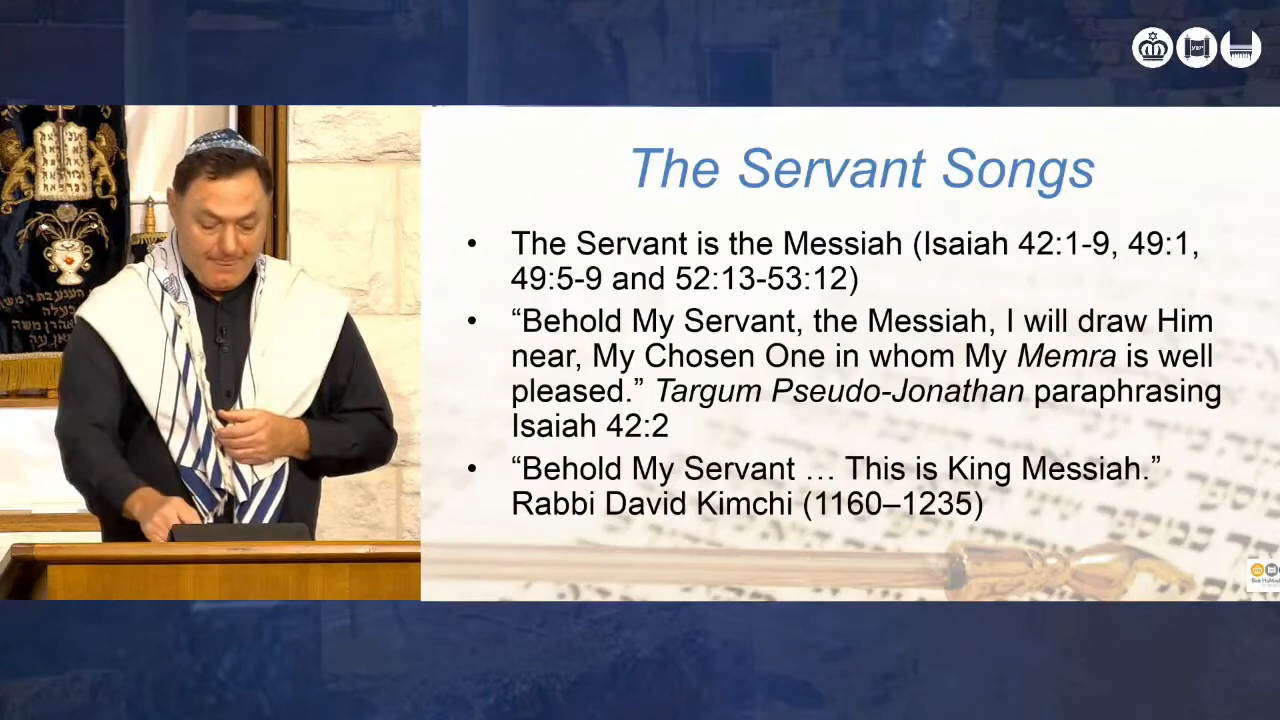 The Servant Songs
• The Servant is the Messiah (Isaiah 42:1-9, 49:1,
49:5-9 and 52:13-53:12)
• “Behold My Servant, the Messiah, I will draw Him
near, My Chosen One in whom My Memra is well
pleased.” Targum Pseudo-Jonathan paraphrasing
Isaiah 42:2
• “Behold My Servant … This is King Messiah.”
Rabbi David Kimchi (1160–1235)